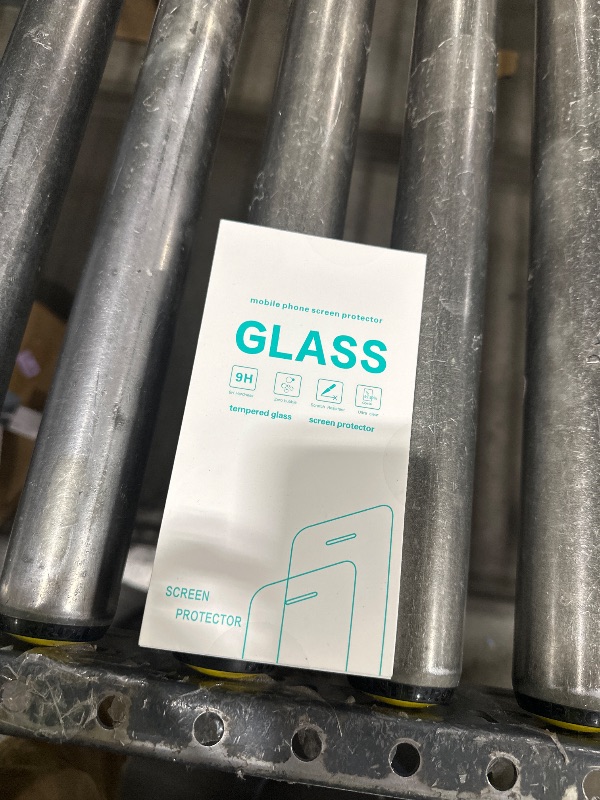 mobile phone screen protector
GLASS
9H
tempered glass screen protector
SCREEN
PROTECTOR